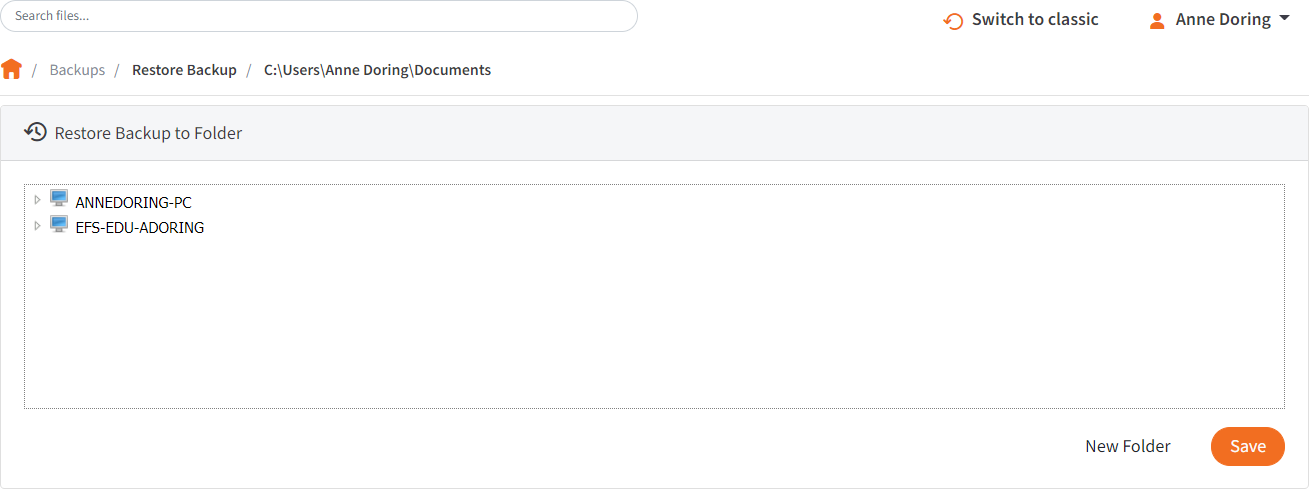 Search files...
Switch to classic
Anne Doring
/ Backups / Restore Backup / C:\Users\Anne Doring\Documents
Restore Backup to Folder
ANNEDORING-PC
EFS-EDU-ADORING
New Folder
Save